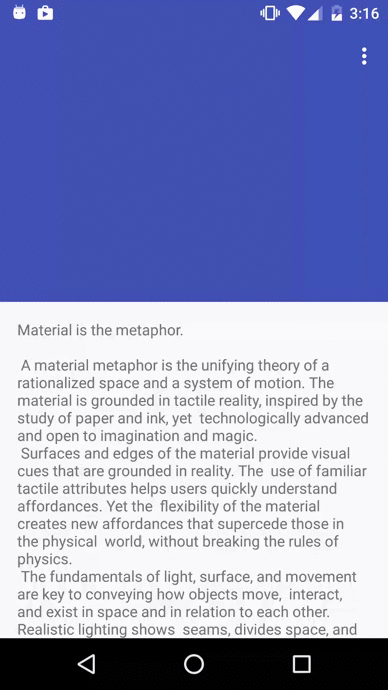 3:16
Material is the metaphor.
A material metaphor is the unifying theory of a
rationalized space and a system of motion. The
material is grounded in tactile reality, inspired by the
study of paper and ink, yet  technologically advanced
and open to imagination and magic.
Surfaces and edges of the material provide visual
cues that are grounded in reality. The  use of familiar
tactile attributes helps users quickly understand
affordances. Yet the  flexibility of the material
creates new affordances that supercede those in
the physical  world, without breaking the rules of
physics.
The fundamentals of light, surface, and movement
are key to conveying how objects move,  interact,
and exist in space and in relation to each other.
Realistic lighting shows  seams, divides space, and